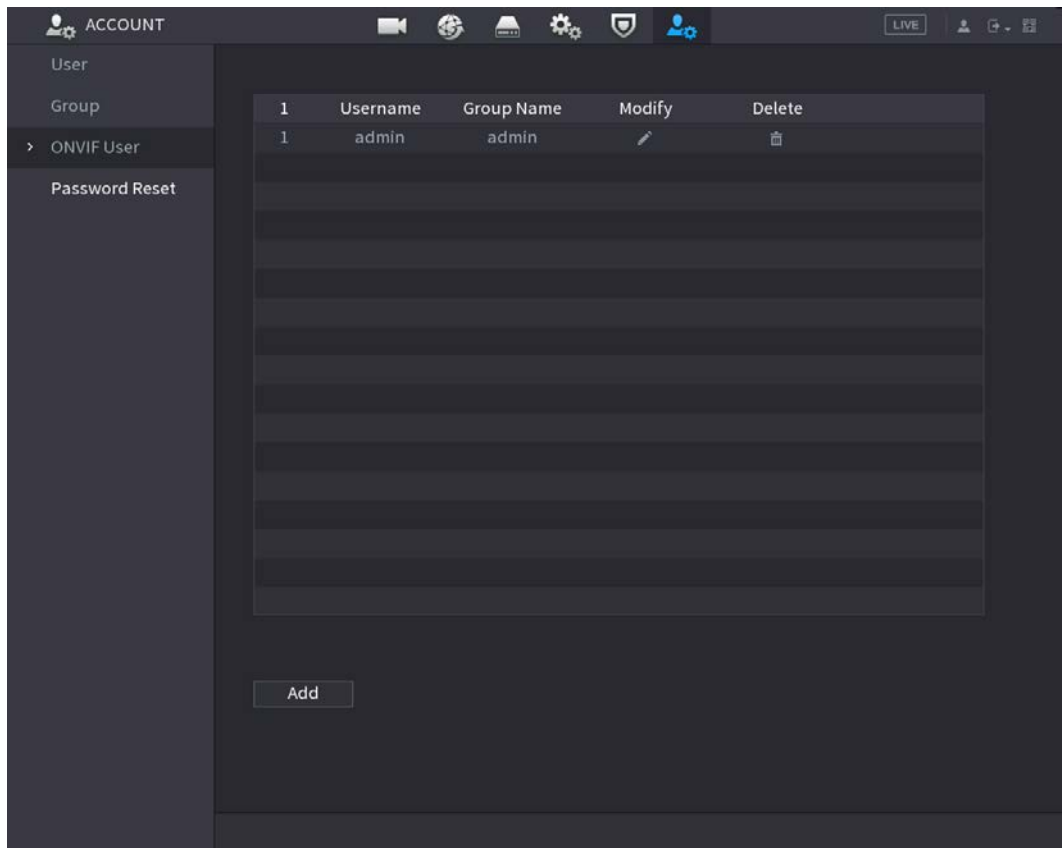 ACCOUNT
LIVE
User
Group
> ONVIF User
Password Reset
1 Username Group Name Modify Delete
1 admin admin
Add